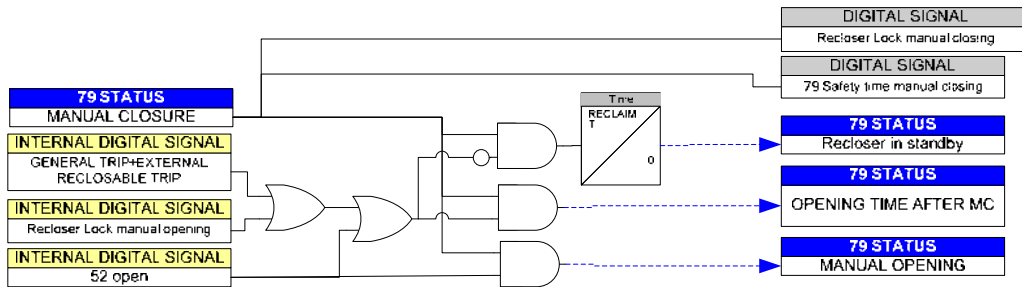 DIGITAL SIGNAL
Recloser Lock manual closing
DIGITAL SIGNAL
79 Safety time manual closing
79 STATUS
MANUAL CLOSURE
INTERNAL DIGITAL SIGNAL
GENERAL TRIP+EXTERNAL
RECLOSABLE TRIP
INTERNAL DIGITAL SIGNAL
Recloser Lock manual opening
INTERNAL DIGITAL SIGNAL
52 open
Time
RECLAIM
T
0
79 STATUS
Recloser in standby
79 STATUS
OPENING TIME AFTER MC
79 STATUS
MANUAL OPENING